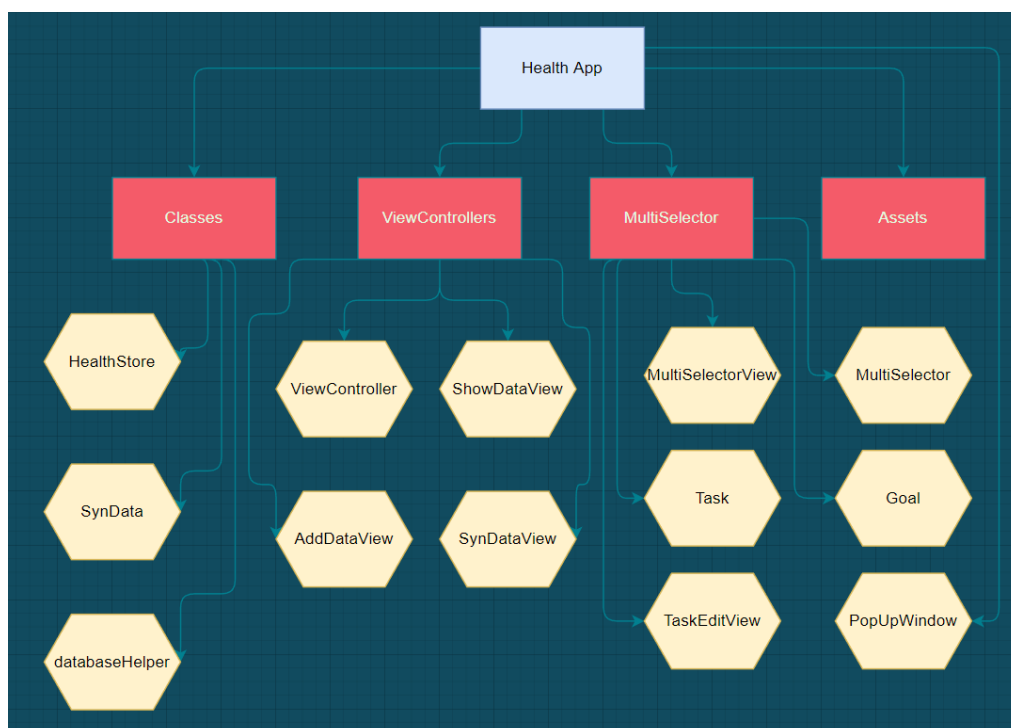 Health App
Classes
ViewControllers
MultiSelector
Assets
HealthStore
ViewController
ShowDataView
MultiSelectorView
MultiSelector
SynData
AddDataView
SynDataView
Task
Goal
databaseHelper
TaskEditView
PopUpWindow